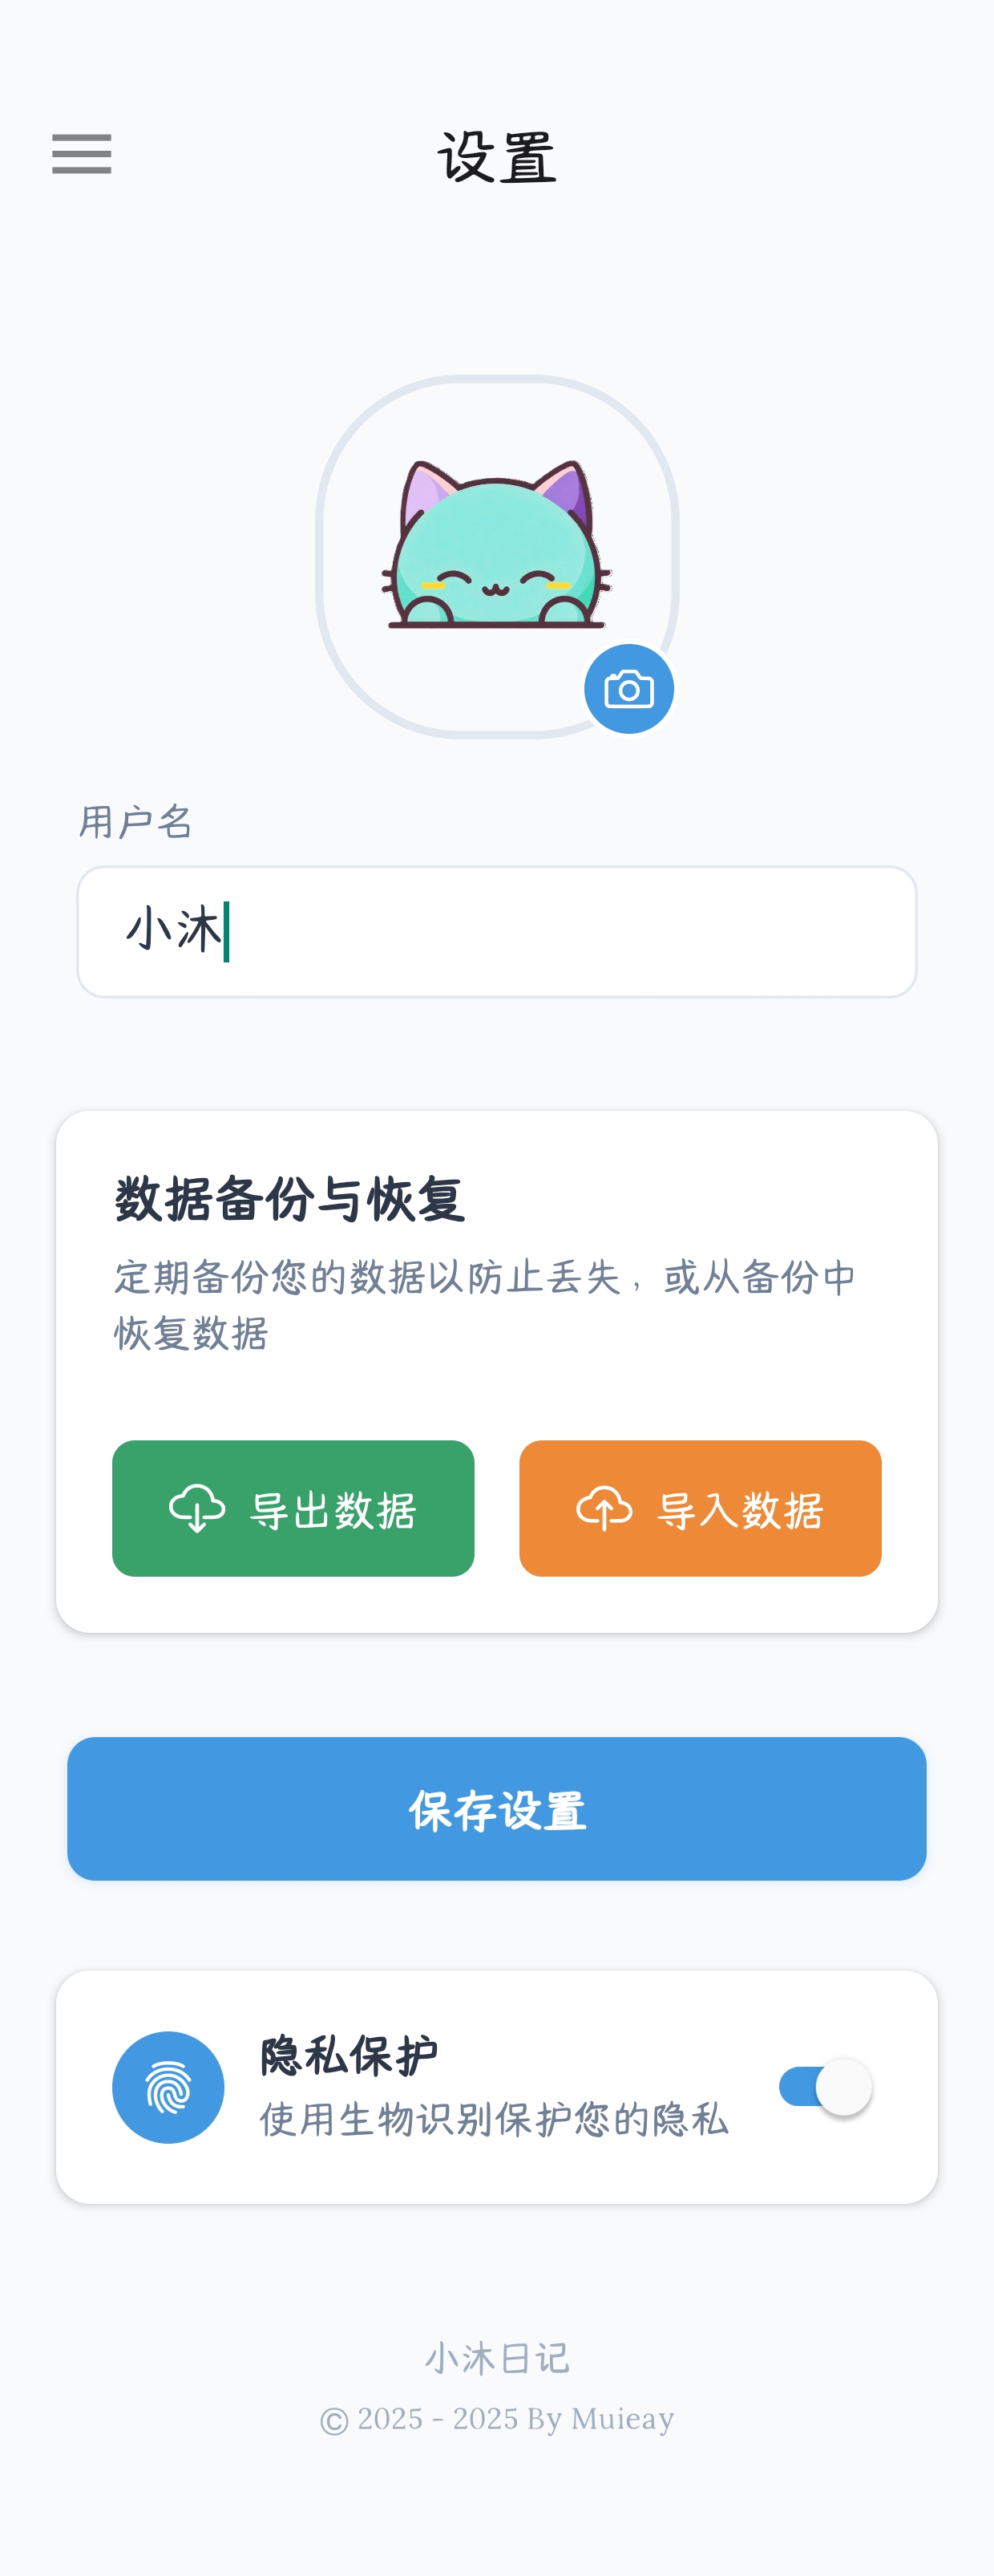 设置
用户名
小沐
数据备份与恢复
定期备份您的数据以防止丢失，或从备份中
恢复数据
导出数据
导入数据
保存设置
隐私保护
使用生物识别保护您的隐私
小沐日记
© 2025 - 2025 By Muieay